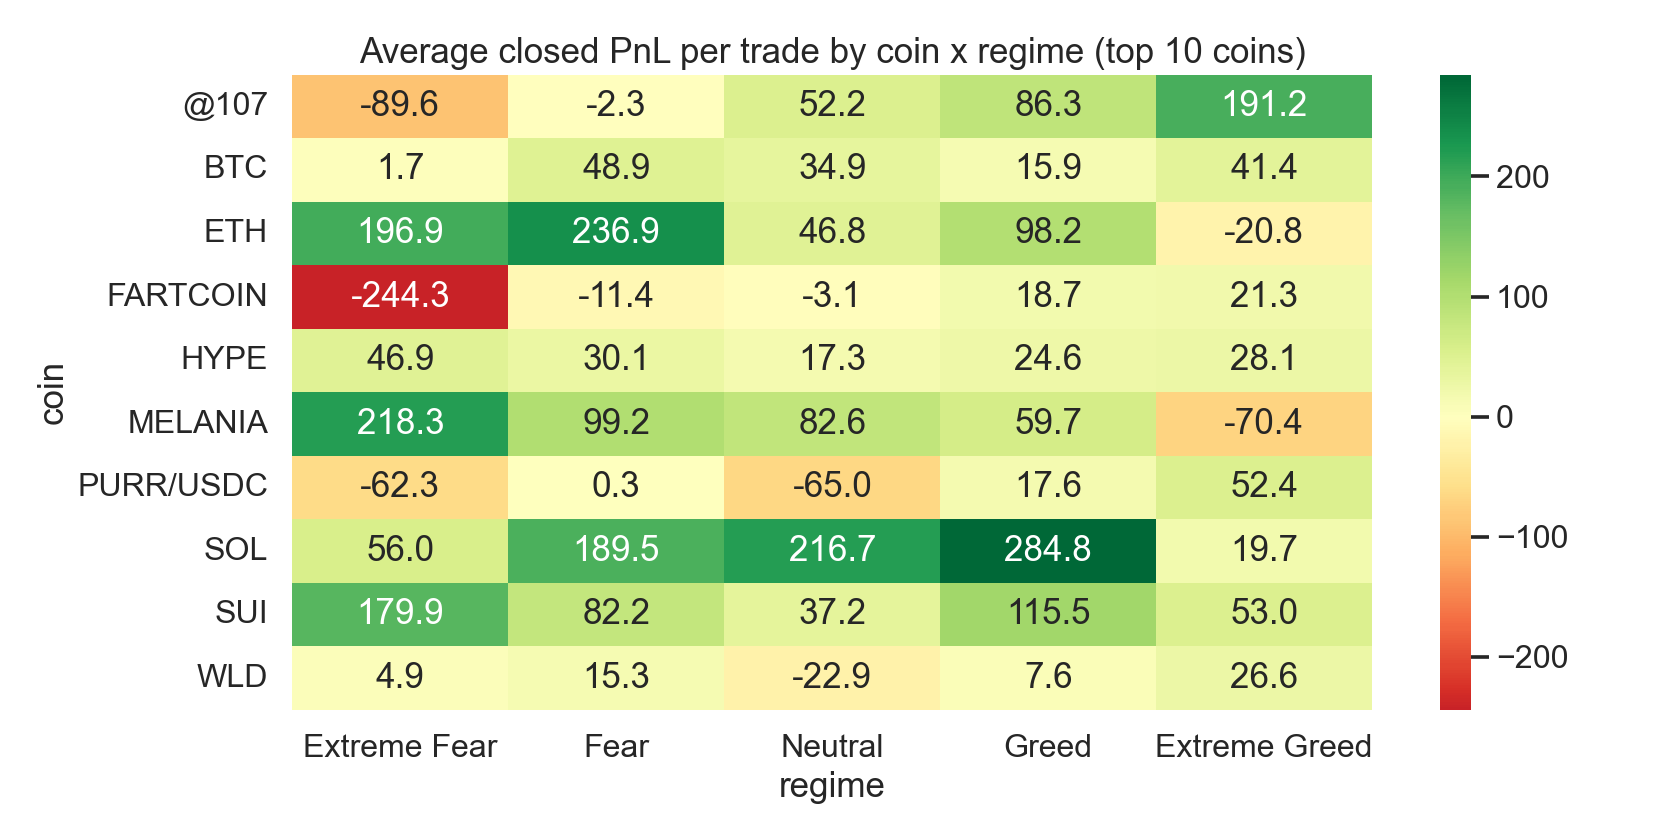 Average closed PnL per trade by coin x regime (top 10 coins)
@107 -89.6 -2.3 52.2 86.3 191.2
BTC 1.7 48.9 34.9 15.9 41.4
ETH 196.9 236.9 46.8 98.2 -20.8
FARTCOIN -244.3 -11.4 -3.1 18.7 21.3
HYPE 46.9 30.1 17.3 24.6 28.1
MELANIA 218.3 99.2 82.6 59.7 -70.4
PURR/USDC -62.3 0.3 -65.0 17.6 52.4
SOL 56.0 189.5 216.7 284.8 19.7
SUI 179.9 82.2 37.2 115.5 53.0
WLD 4.9 15.3 -22.9 7.6 26.6
Extreme Fear Fear Neutral Greed Extreme Greed
regime
coin
200
100
0
−100
−200